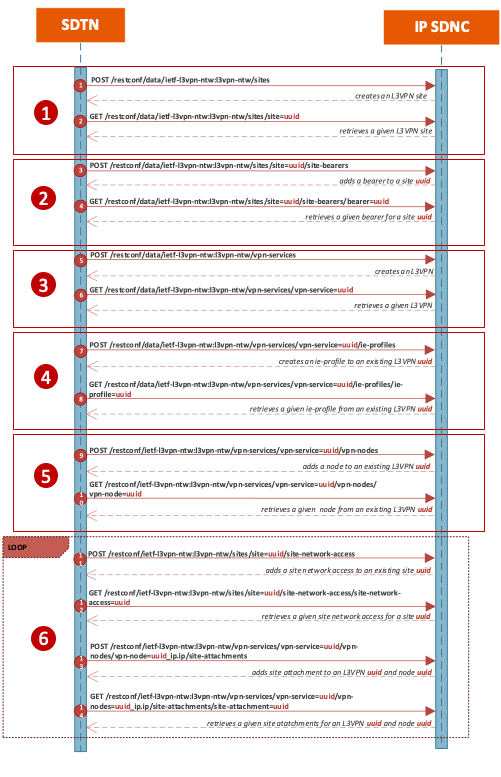 SDTN
IP SDNC
1
1
POST /restconf/data/ietf-l3vpn-ntw:l3vpn-ntw/sites
creates an L3VPN site
2
GET /restconf/data/ietf-l3vpn-ntw:l3vpn-ntw/sites/site=uuid
retrieves a given L3VPN site
2
3
POST /restconf/data/ietf-l3vpn-ntw:l3vpn-ntw/sites/site=uuid/site-bearers
adds a bearer to a site uuid
4
GET /restconf/data/ietf-l3vpn-ntw:l3vpn-ntw/sites/site=uuid/site-bearers/bearer=uuid
retrieves a given bearer for a site uuid
3
5
POST /restconf/data/ietf-l3vpn-ntw:l3vpn-ntw/vpn-services
creates an L3VPN
6
GET /restconf/data/ietf-l3vpn-ntw:l3vpn-ntw/vpn-services/vpn-service=uuid
retrieves a given L3VPN
4
7
POST /restconf/data/ietf-l3vpn-ntw:l3vpn-ntw/vpn-services/vpn-service=uuid/ie-profiles
creates an ie-profile to an existing L3VPN uuid
GET /restconf/data/ietf-l3vpn-ntw:l3vpn-ntw/vpn-services/vpn-service=uuid/ie-profiles/ie-
8
profile=uuid
retrieves a given ie-profile from an existing L3VPN uuid
5
9
POST /restconf/ietf-l3vpn-ntw:l3vpn-ntw/vpn-services/vpn-service=uuid/vpn-nodes
adds a node to an existing L3VPN uuid
GET /restconf/ietf-l3vpn-ntw:l3vpn-ntw/vpn-services/vpn-service=uuid/vpn-nodes/
10
vpn-node=uuid
retrieves a given node from an existing L3VPN uuid
LOOP
6
11
POST /restconf/ietf-l3vpn-ntw:l3vpn-ntw/sites/site=uuid/site-network-access
adds a site network access to an existing site uuid
GET /restconf/ietf-l3vpn-ntw:l3vpn-ntw/sites/site=uuid/site-network-access/site-network-
12
access=uuid
retrieves a given site network access for a site uuid
POST /restconf/ietf-l3vpn-ntw:l3vpn-ntw/vpn-services/vpn-service=uuid/vpn-
13
nodes/vpn-node=uuid_ip.ip/site-attachments
adds site attachment to an L3VPN uuid and node uuid
GET /restconf/ietf-l3vpn-ntw:l3vpn-ntw/vpn-services/vpn-service=uuid/vpn-
14
nodes=uuid_ip.ip/site-attachments/site-attachment=uuid
retrieves a given site atatchments for an L3VPN uuid and node uuid